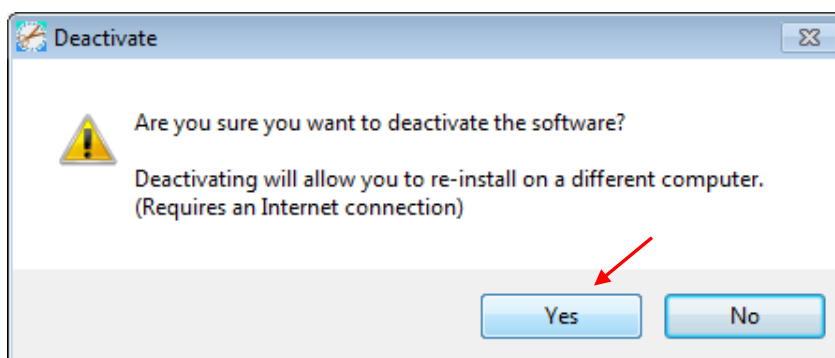 Deactivate
Are you sure you want to deactivate the software?
Deactivating will allow you to re-install on a different computer.
(Requires an Internet connection)
Yes No